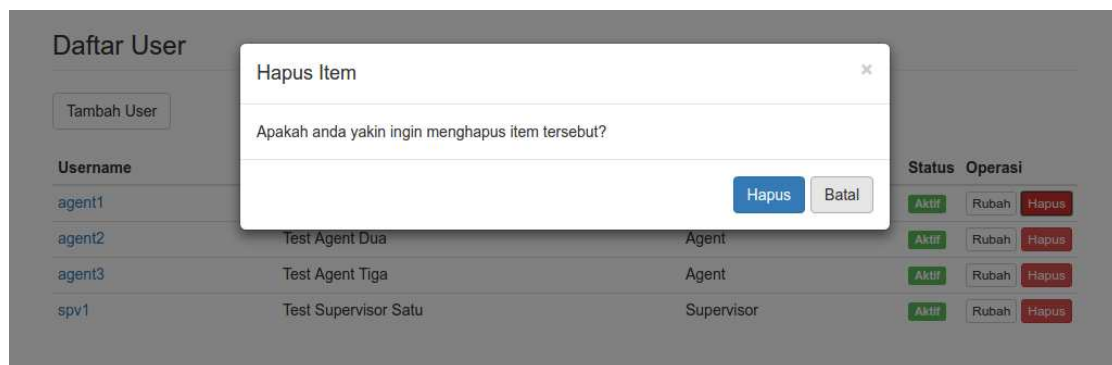 Daftar User
Hapus Item ×
Tambah User
Apakah anda yakin ingin menghapus item tersebut?
Username Status Operasi
Hapus Batal
agent1 Aktif Rubah Hapus
agent2 Test Agent Dua Agent Aktif Rubah Hapus
agent3 Test Agent Tiga Agent Aktif Rubah Hapus
spv1 Test Supervisor Satu Supervisor Aktif Rubah Hapus